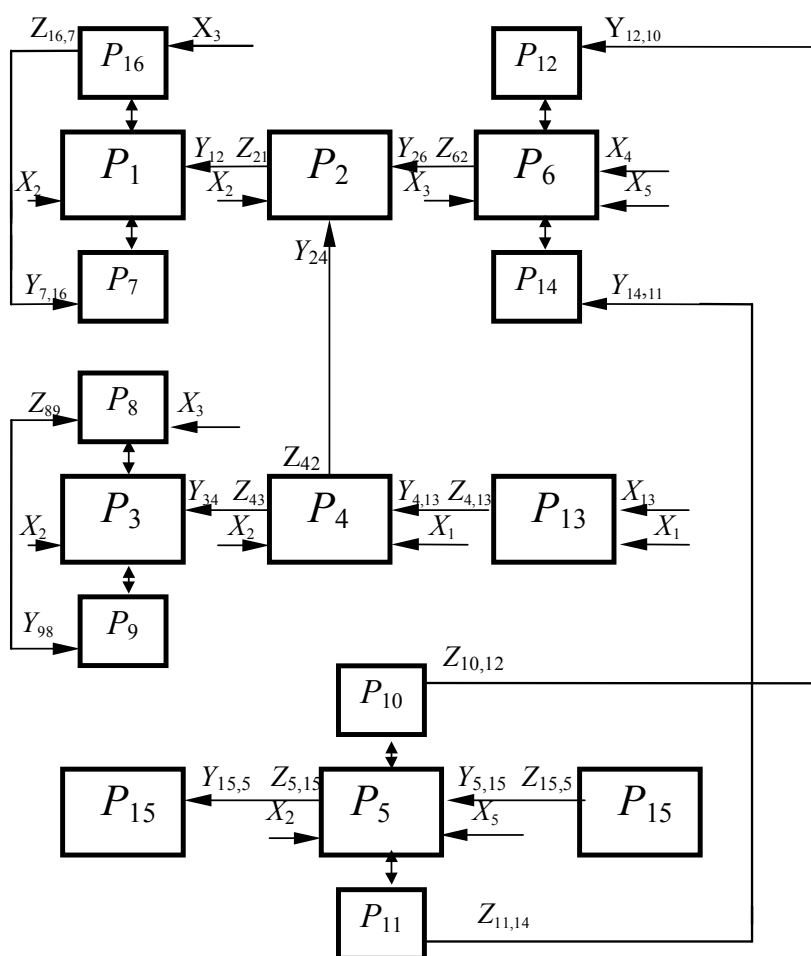 Z16,7 P16 X3 P12 Y12,10
X2 P1 Y12 Z21 X2 P2 Y26 Z62 X3 P6 X4 X5
Y7,16 P7 Y24 P14 Y14,11
Z89 P8 X3
Z42
X2 P3 Y34 Z43 X2 P4 Y4,13 Z4,13 X1 P13 X13 X1
Y98 P9
P10 Z10,12
P15 Y15,5 Z5,15 X2 P5 Y5,15 Z15,5 X5 P15
P11 Z11,14